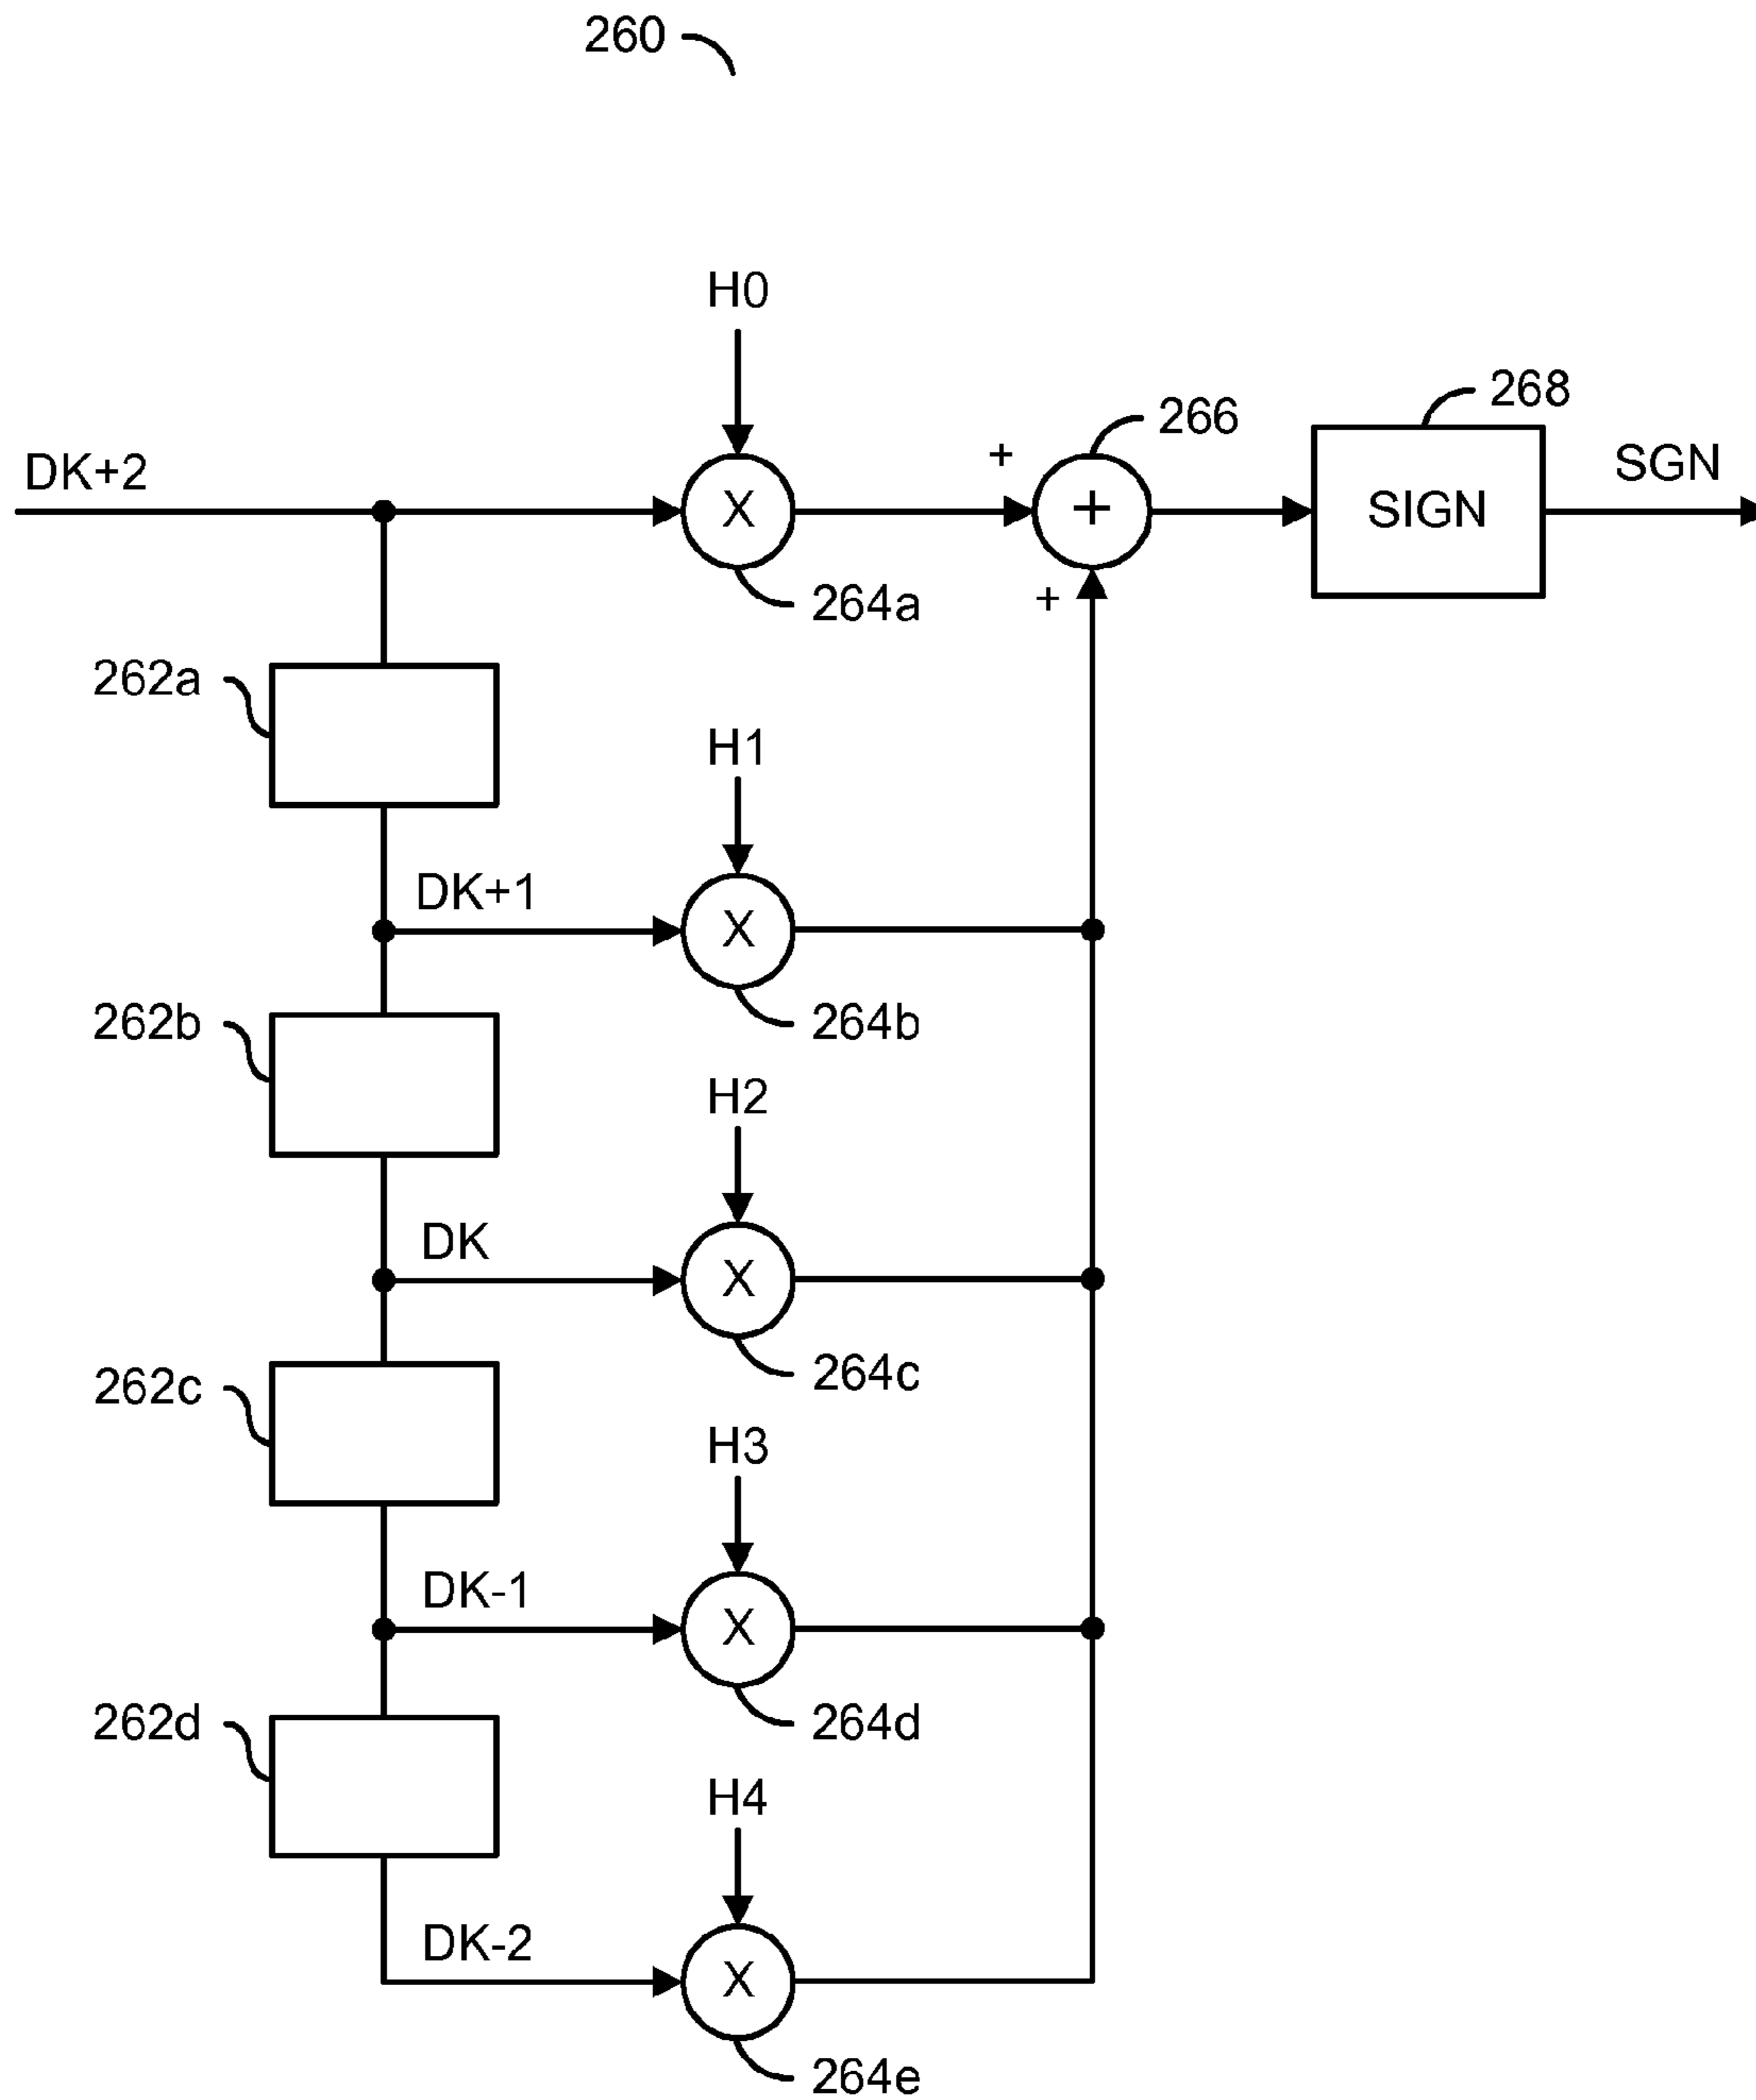 260
H0
268
266
DK+2
+
SGN
X
+
SIGN
264a
+
262a
H1
DK+1
X
262b
264b
H2
DK
X
262c
264c
H3
DK-1
X
262d
264d
H4
DK-2
X
264e